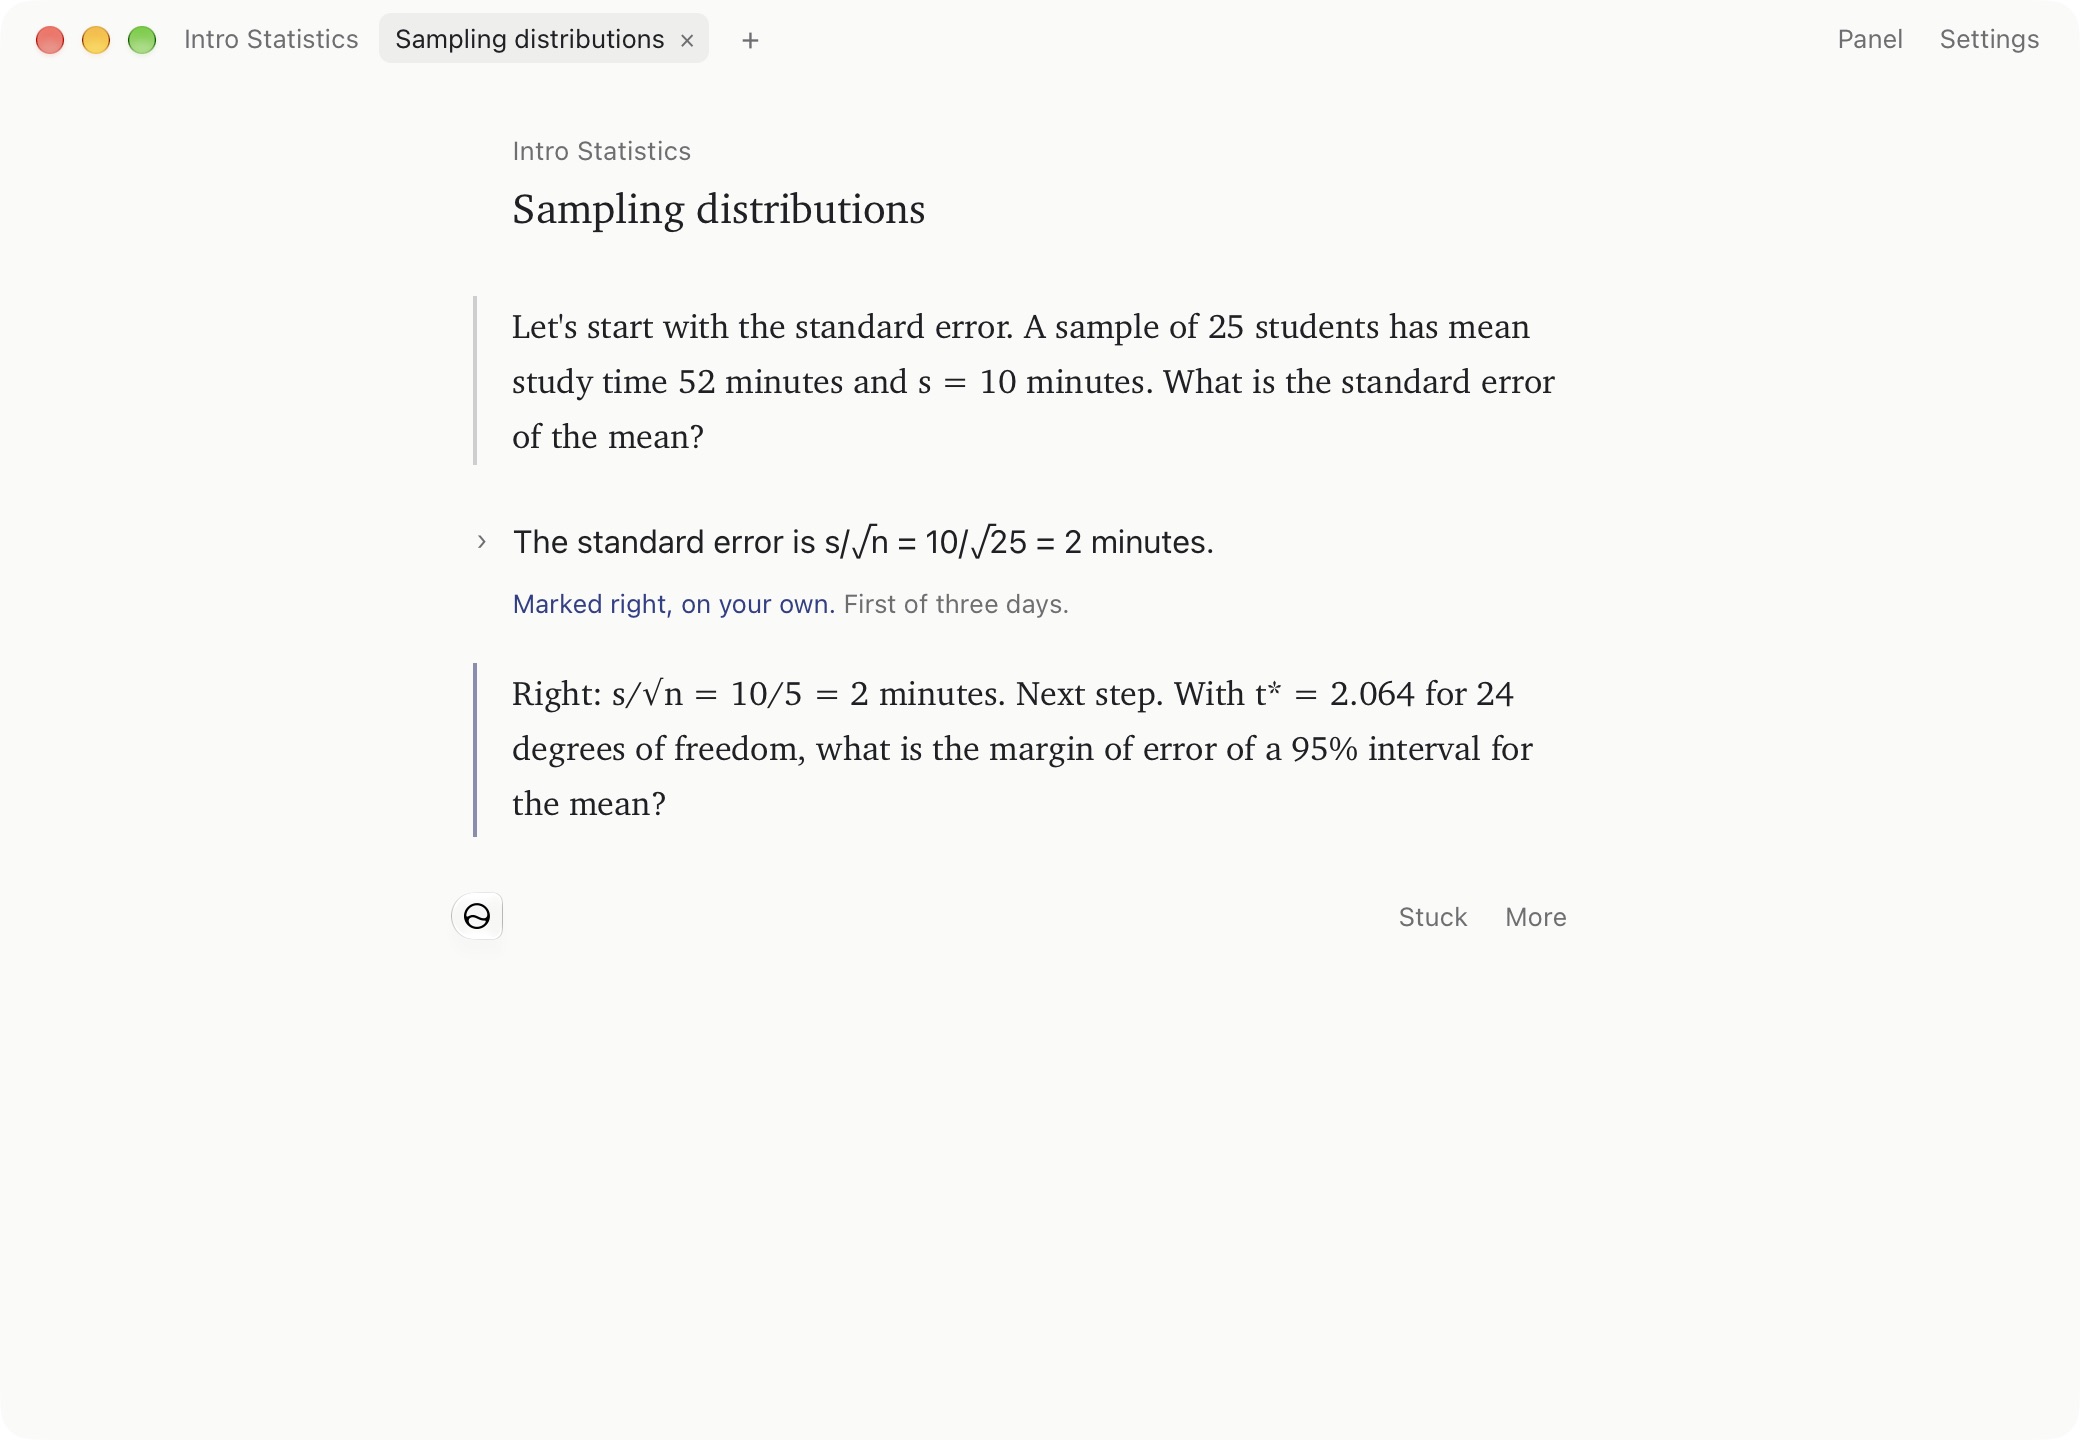 Intro Statistics
Sampling distributions ×
+
Panel
Settings
Intro Statistics
Sampling distributions
Let's start with the standard error. A sample of 25 students has mean
study time 52 minutes and s = 10 minutes. What is the standard error
of the mean?
› The standard error is s/√n = 10/√25 = 2 minutes.
Marked right, on your own. First of three days.
Right: s/√n = 10/5 = 2 minutes. Next step. With t* = 2.064 for 24
degrees of freedom, what is the margin of error of a 95% interval for
the mean?
Stuck
More